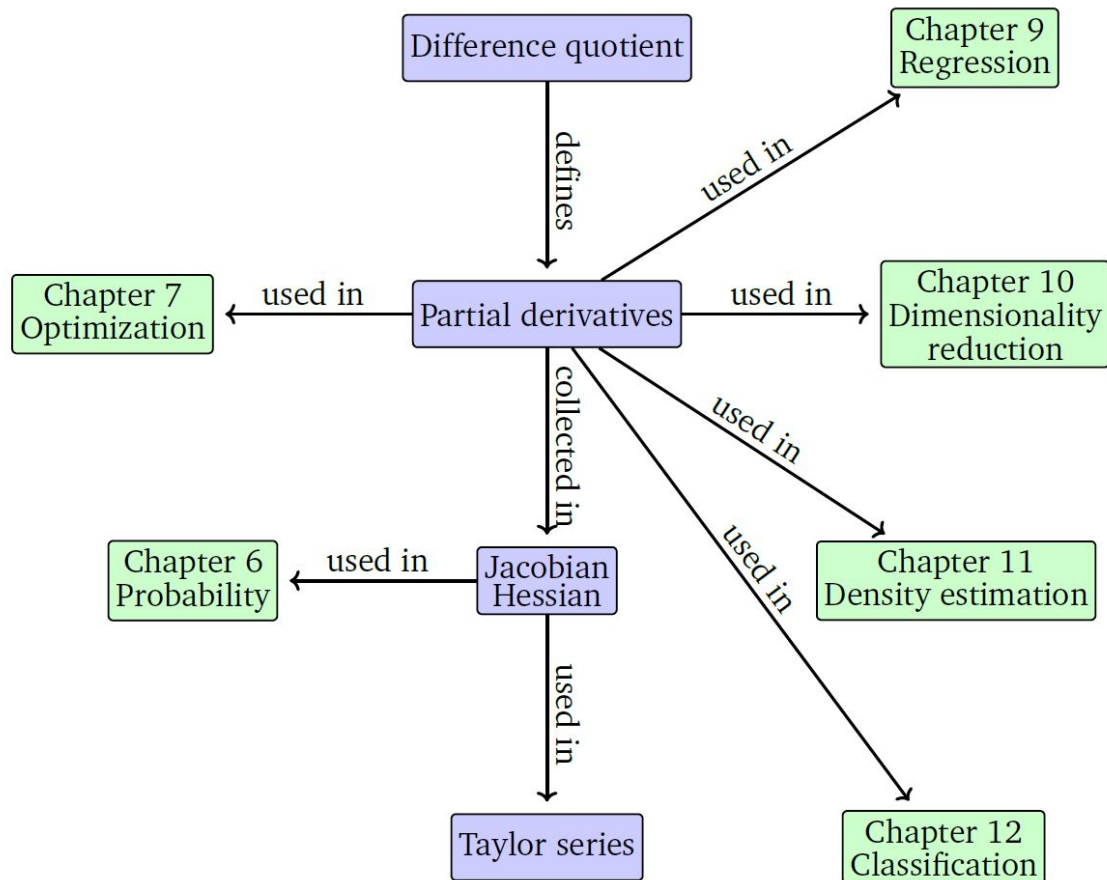 Difference quotient
Chapter 9
Regression
defines
used in
Chapter 7
Optimization
used in
Partial derivatives
used in
Chapter 10
Dimensionality
reduction
collected in
used in
used in
Chapter 6
Probability
used in
Jacobian
Hessian
Chapter 11
Density estimation
used in
Taylor series
Chapter 12
Classification